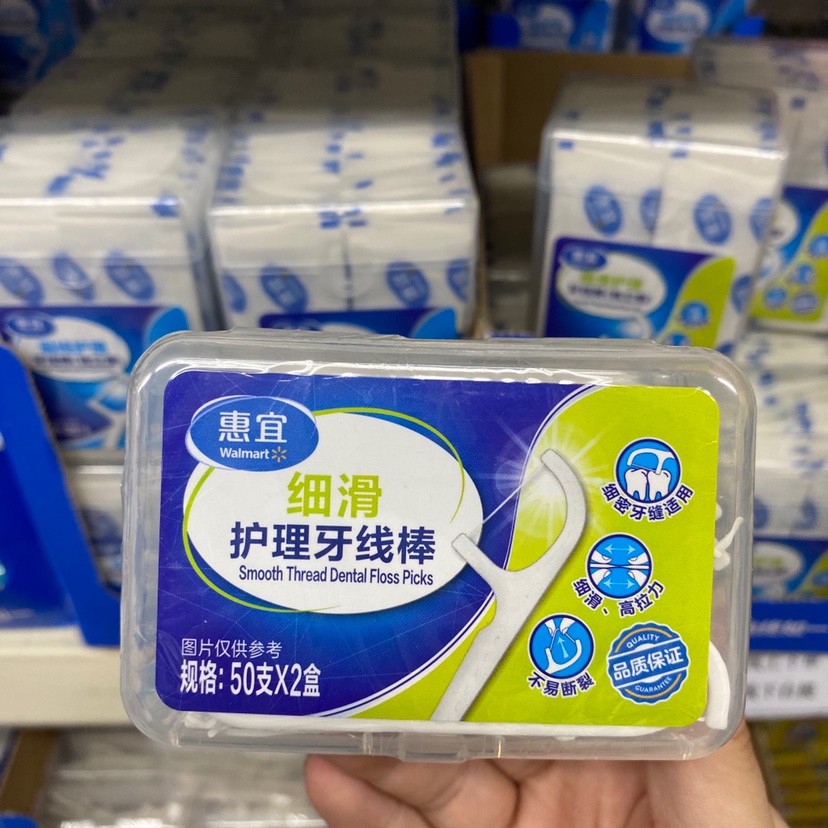 惠宜
Walmart
细滑
护理牙线棒
Smooth Thread Dental Floss Picks
图片仅供参考
规格: 50支X2盒
细密牙缝适用
细滑、高拉力
不易断裂
QUALITY
品质保证
GUARANTEE